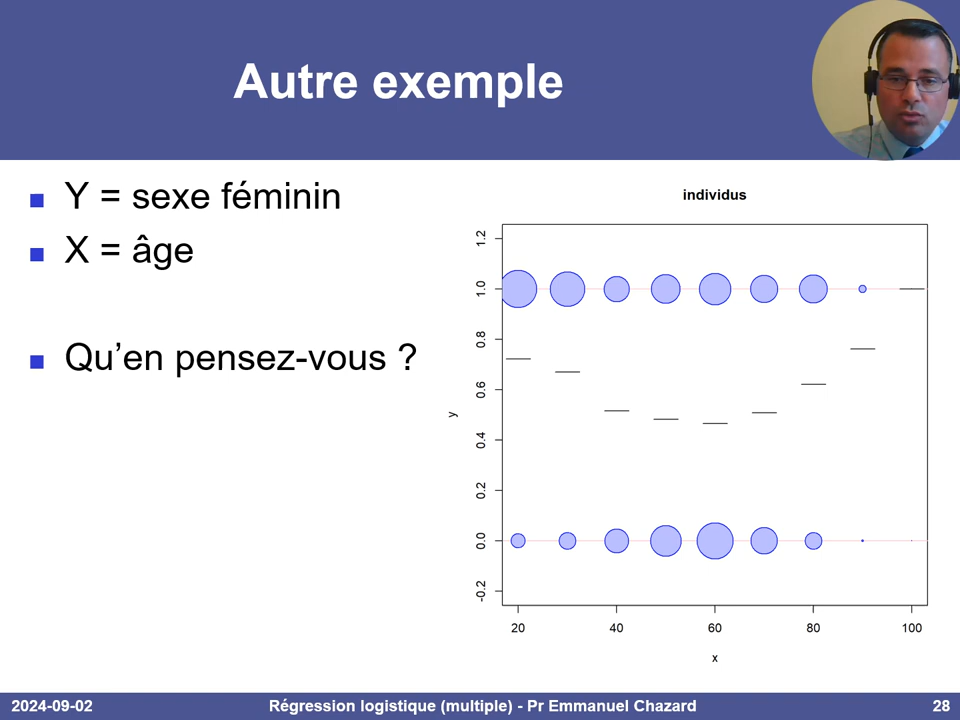 Autre exemple
Y = sexe féminin
X = âge
Qu’en pensez-vous ?
individus
1.2
1.0
0.8
0.6
0.4
0.2
0.0
-0.2
y
20
40
60
80
100
x
2024-09-02
Régression logistique (multiple) - Pr Emmanuel Chazard
28